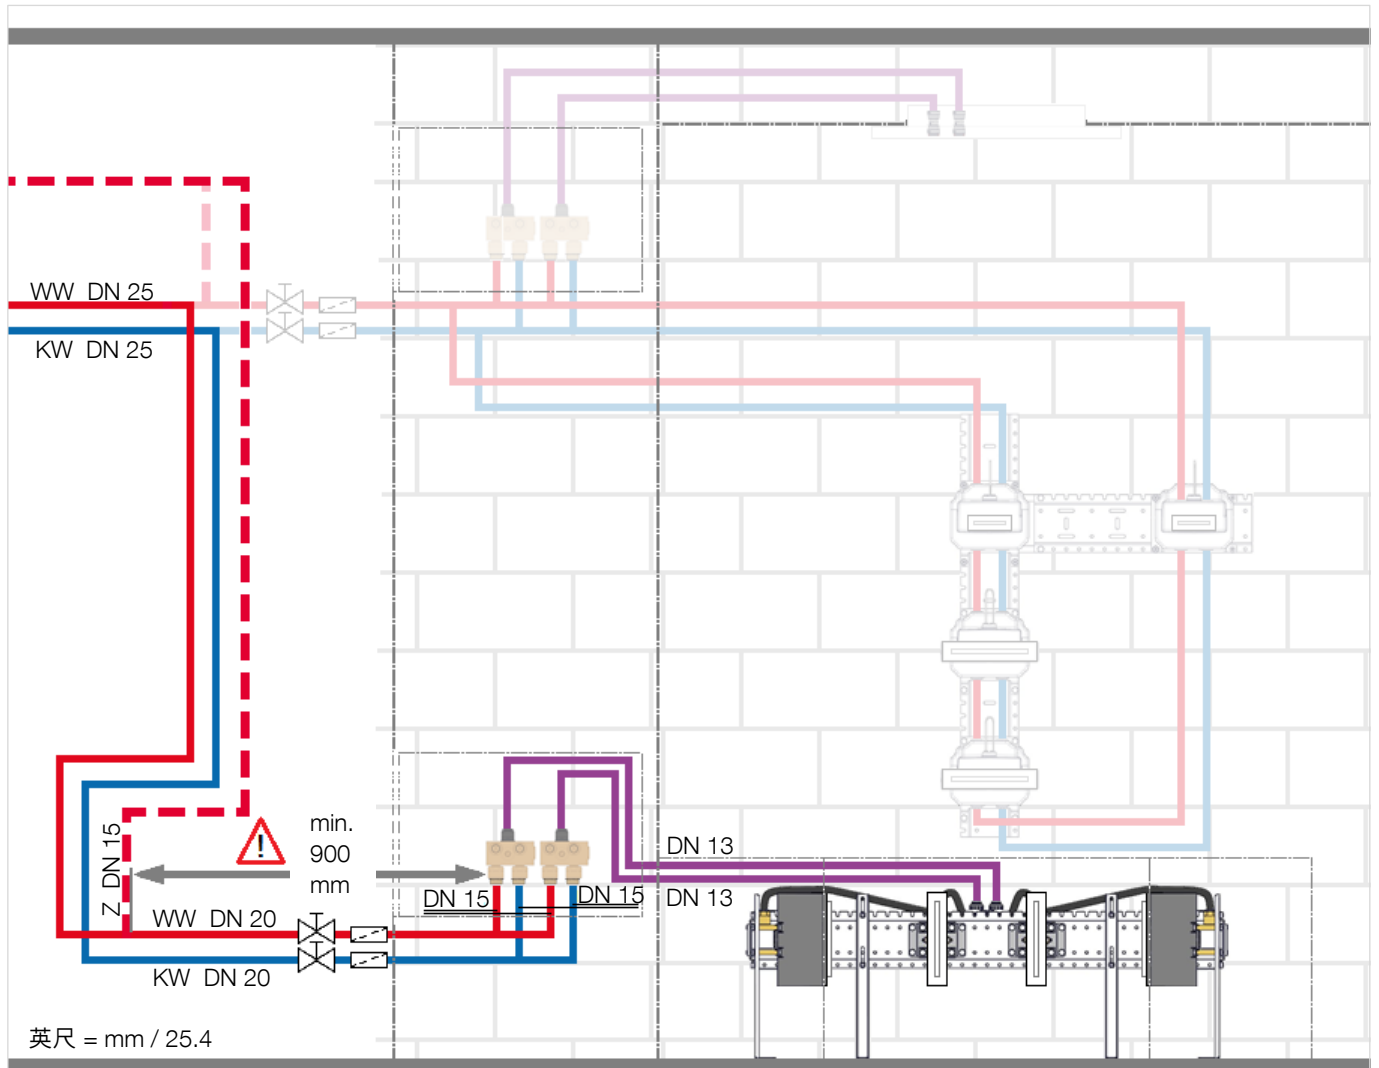 WW DN 25
KW DN 25
Z DN 15
!
min.
900
mm
DN 15
DN 15
DN 13
DN 13
WW DN 20
KW DN 20
英尺 = mm / 25.4